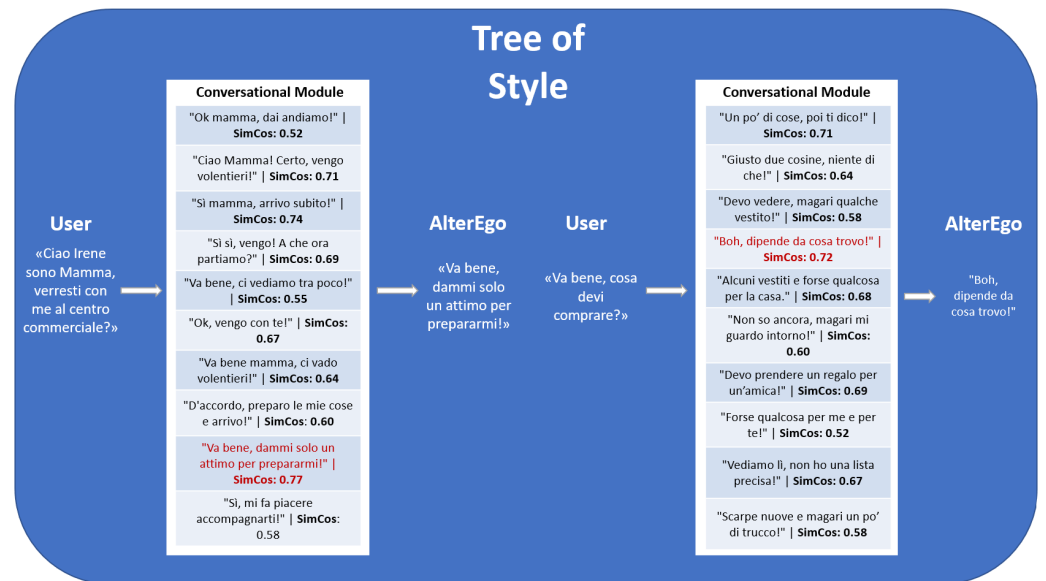 Tree of
Style
User
«Ciao Irene
sono Mamma,
verresti con
me al centro
commerciale?»
Conversational Module
"Ok mamma, dai andiamo!" |
SimCos: 0.52
"Ciao Mamma! Certo, vengo
volentieri!" | SimCos: 0.71
"Sì mamma, arrivo subito!" |
SimCos: 0.74
"Sì sì, vengo! A che ora
partiamo?" | SimCos: 0.69
"Va bene, ci vediamo tra poco!"
| SimCos: 0.55
"Ok, vengo con te!" | SimCos:
0.67
"Va bene mamma, ci vado
volentieri!" | SimCos: 0.64
"D'accordo, preparo le mie cose
e arrivo!" | SimCos: 0.60
"Va bene, dammi solo un
attimo per prepararmi!" |
SimCos: 0.77
"Sì, mi fa piacere
accompagnarti!" | SimCos:
0.58
AlterEgo
«Va bene,
dammi solo
un attimo per
prepararmi!»
User
«Va bene, cosa
devi
comprare?»
Conversational Module
"Un po’ di cose, poi ti dico!" |
SimCos: 0.71
"Giusto due cosine, niente di
che!" | SimCos: 0.64
"Devo vedere, magari qualche
vestito!" | SimCos: 0.58
"Boh, dipende da cosa trovo!" |
SimCos: 0.72
"Alcuni vestiti e forse qualcosa
per la casa." | SimCos: 0.68
"Non so ancora, magari mi
guardo intorno!" | SimCos:
0.60
"Devo prendere un regalo per
un’amica!" | SimCos: 0.69
"Forse qualcosa per me e per
te!" | SimCos: 0.52
"Vediamo lì, non ho una lista
precisa!" | SimCos: 0.67
"Scarpe nuove e magari un po’
di trucco!" | SimCos: 0.58
AlterEgo
"Boh,
dipende da
cosa trovo!"